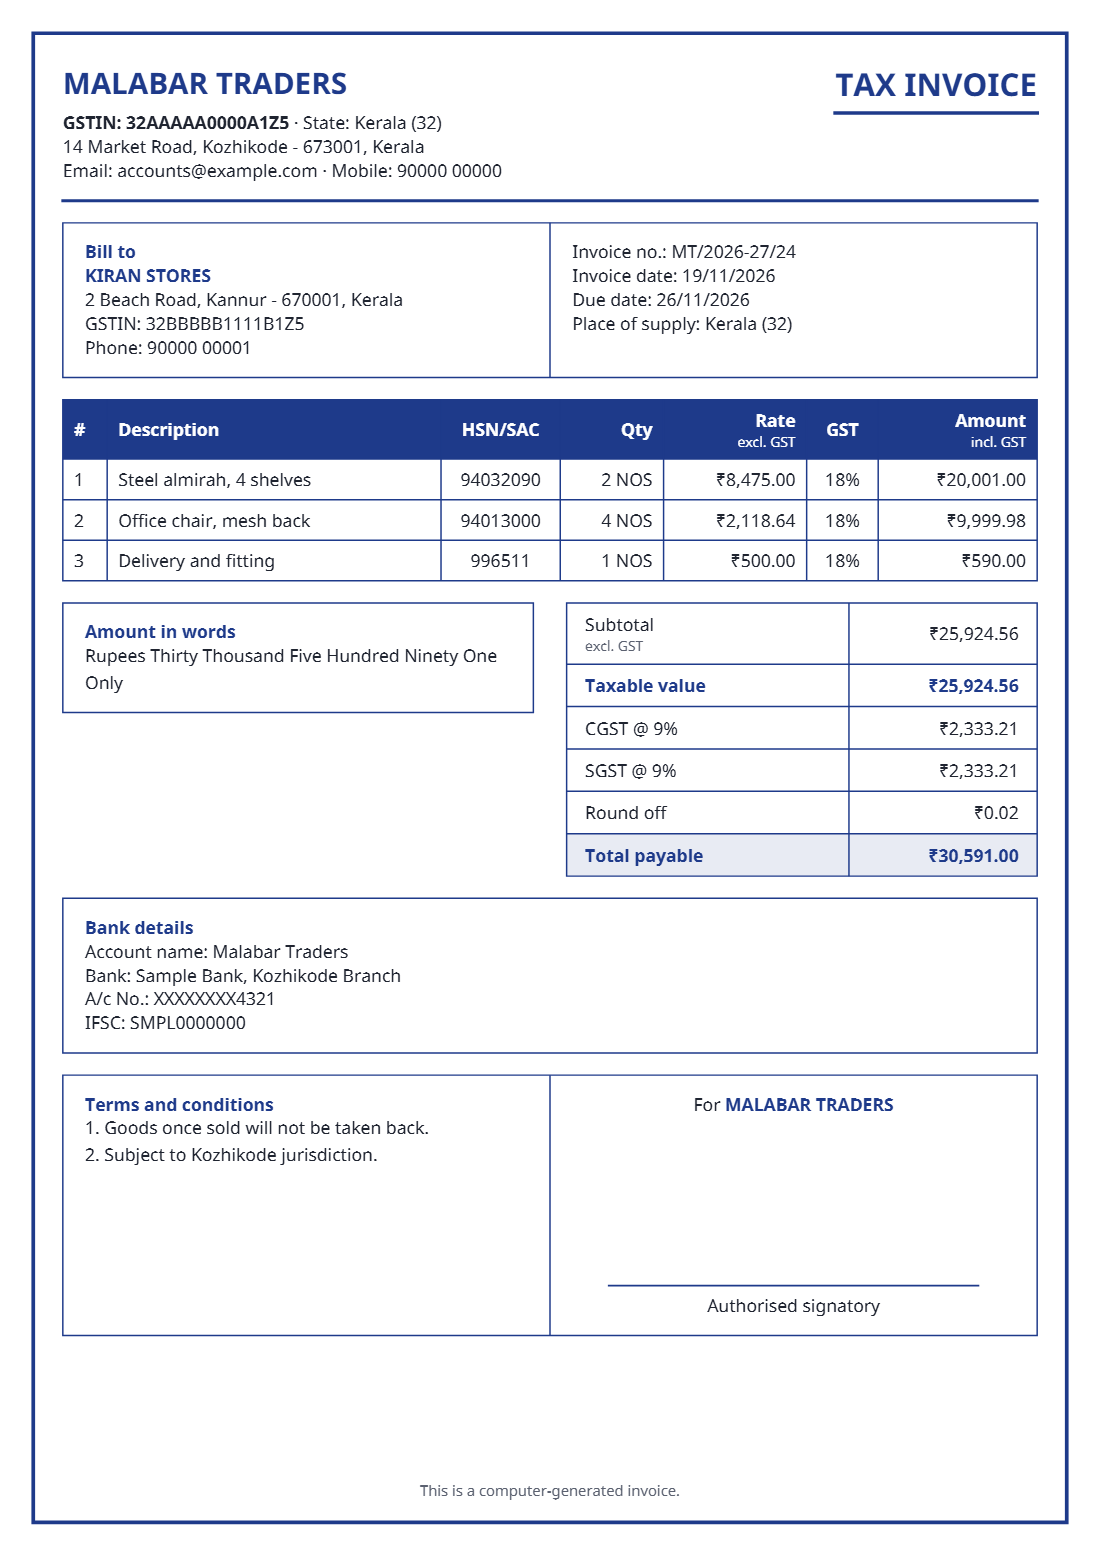 MALABAR TRADERS
TAX INVOICE
GSTIN: 32AAAAA0000A1Z5 · State: Kerala (32)
14 Market Road, Kozhikode - 673001, Kerala
Email: accounts@example.com · Mobile: 90000 00000
Bill to
KIRAN STORES
2 Beach Road, Kannur - 670001, Kerala
GSTIN: 32BBBBB1111B1Z5
Phone: 90000 00001
Invoice no.: MT/2026-27/24
Invoice date: 19/11/2026
Due date: 26/11/2026
Place of supply: Kerala (32)
# Description HSN/SAC Qty Rate excl. GST GST Amount incl. GST
1 Steel almirah, 4 shelves 94032090 2 NOS ₹8,475.00 18% ₹20,001.00
2 Office chair, mesh back 94013000 4 NOS ₹2,118.64 18% ₹9,999.98
3 Delivery and fitting 996511 1 NOS ₹500.00 18% ₹590.00
Amount in words
Rupees Thirty Thousand Five Hundred Ninety One
Only
Subtotal excl. GST ₹25,924.56
Taxable value ₹25,924.56
CGST @ 9% ₹2,333.21
SGST @ 9% ₹2,333.21
Round off ₹0.02
Total payable ₹30,591.00
Bank details
Account name: Malabar Traders
Bank: Sample Bank, Kozhikode Branch
A/c No.: XXXXXXXX4321
IFSC: SMPL0000000
Terms and conditions
1. Goods once sold will not be taken back.
2. Subject to Kozhikode jurisdiction.
For MALABAR TRADERS
Authorised signatory
This is a computer-generated invoice.